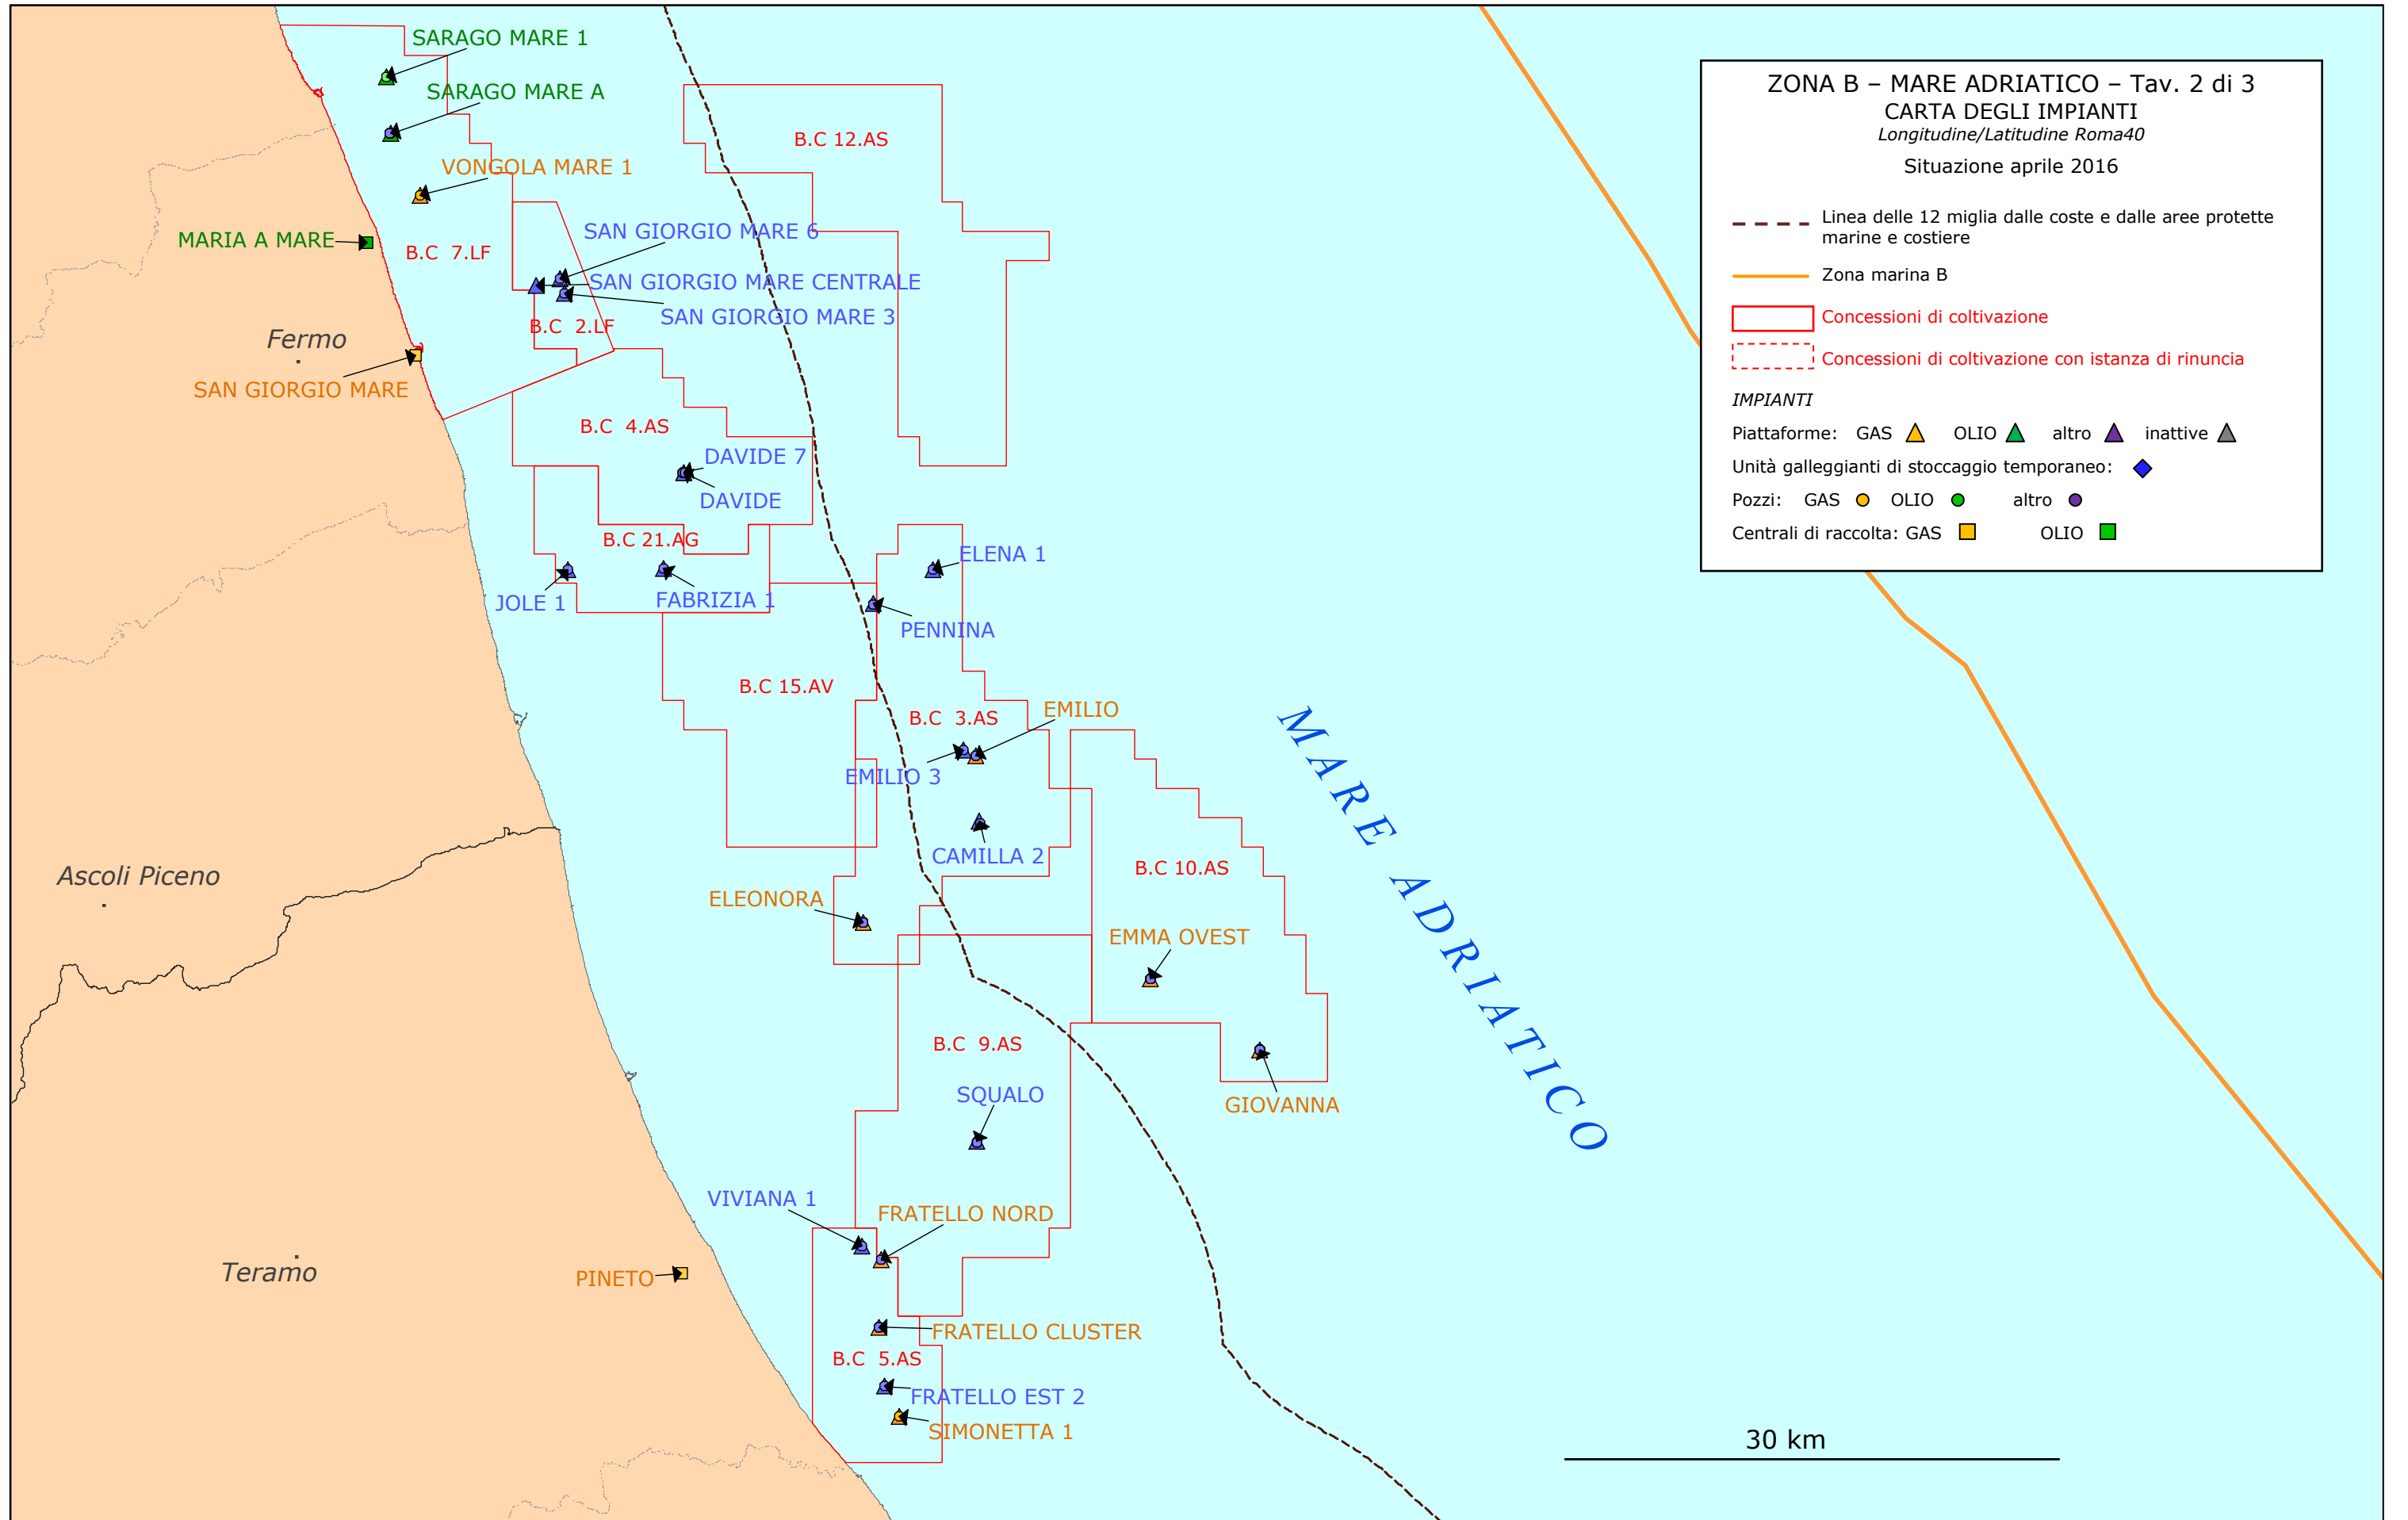 SARAGO MARE 1
SARAGO MARE A
VONGOLA MARE 1
MARIA A MARE
B.C 7.LF
B.C 12.AS
SAN GIORGIO MARE 6
SAN GIORGIO MARE CENTRALE
SAN GIORGIO MARE 3
B.C 2.LF
Fermo
SAN GIORGIO MARE
B.C 4.AS
DAVIDE 7
DAVIDE
B.C 21.AG
JOLE 1
FABRIZIA 1
ELENA 1
PENNINA
B.C 15.AV
B.C 3.AS
EMILIO
EMILIO 3
CAMILLA 2
B.C 10.AS
Ascoli Piceno
ELEONORA
EMMA OVEST
B.C 9.AS
SQUALO
GIOVANNA
MARE ADRIATICO
VIVIANA 1
FRATELLO NORD
Teramo
PINETO
FRATELLO CLUSTER
B.C 5.AS
FRATELLO EST 2
SIMONETTA 1
30 km
ZONA B – MARE ADRIATICO – Tav. 2 di 3
CARTA DEGLI IMPIANTI
Longitudine/Latitudine Roma40
Situazione aprile 2016
Linea delle 12 miglia dalle coste e dalle aree protette
marine e costiere
Zona marina B
Concessioni di coltivazione
Concessioni di coltivazione con istanza di rinuncia
IMPIANTI
Piattaforme: GAS OLIO altro inattive
Unità galleggianti di stoccaggio temporaneo:
Pozzi: GAS OLIO altro
Centrali di raccolta: GAS OLIO